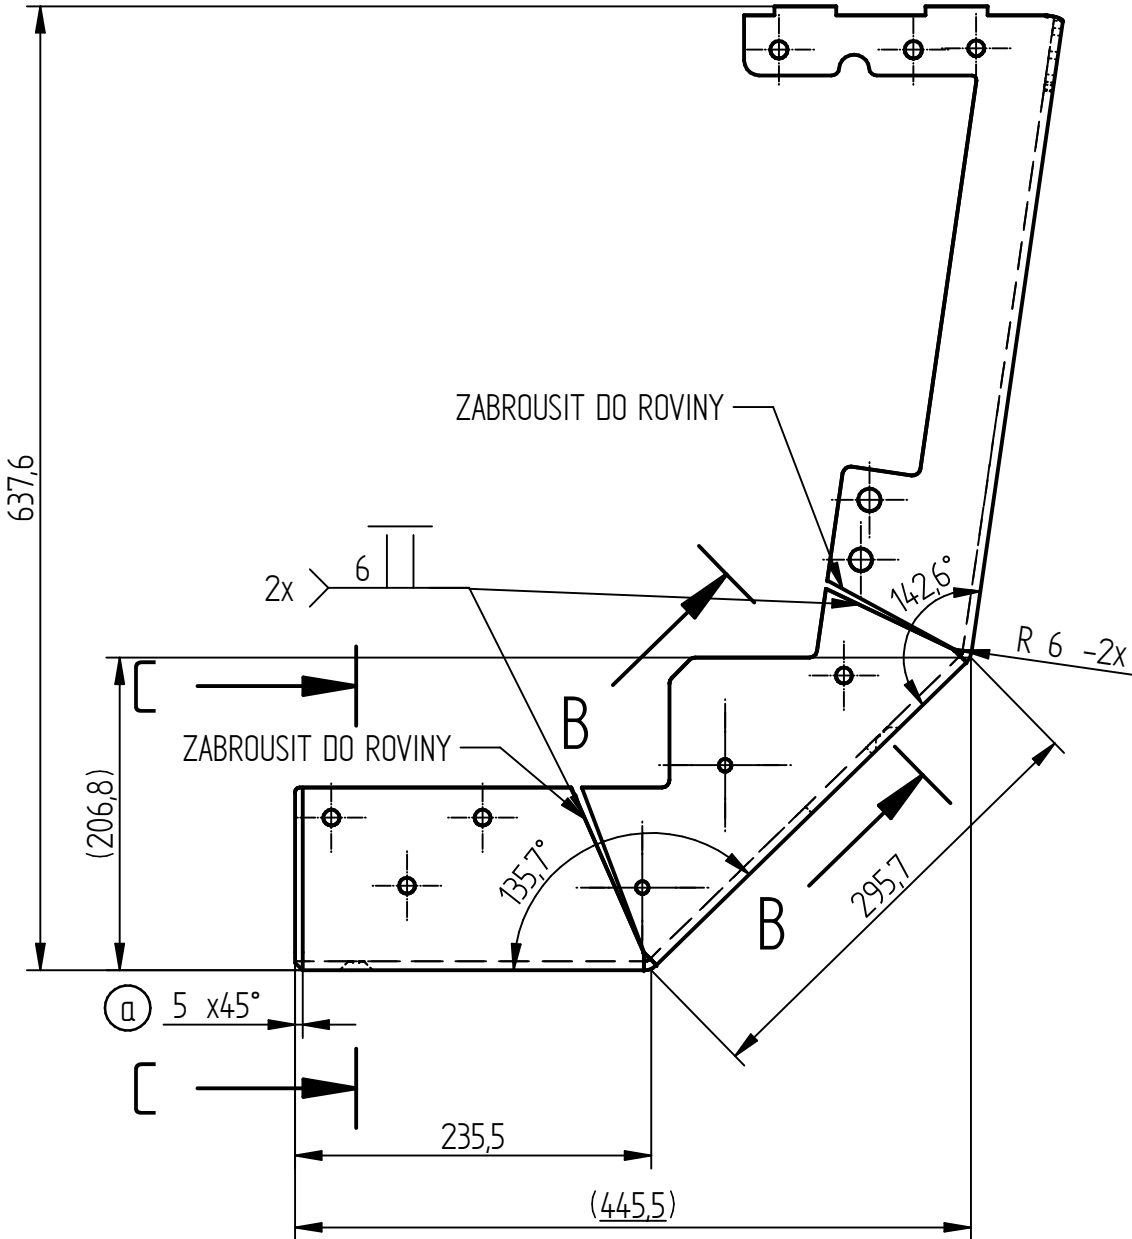 637,6
ZABROUSIT DO ROVINY
6
2x
142,6°
R 6 -2x
C
B
ZABROUSIT DO ROVINY
(206,8)
135,7°
295,7
B
a
5 x45°
C
235,5
(445,5)